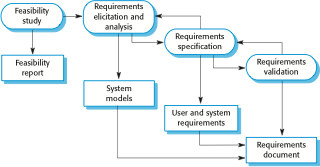 Feasibility
study
Requirements
elicitation and
analysis
Requirements
specification
Requirements
validation
Feasibility
report
System
models
User and system
requirements
Requirements
document